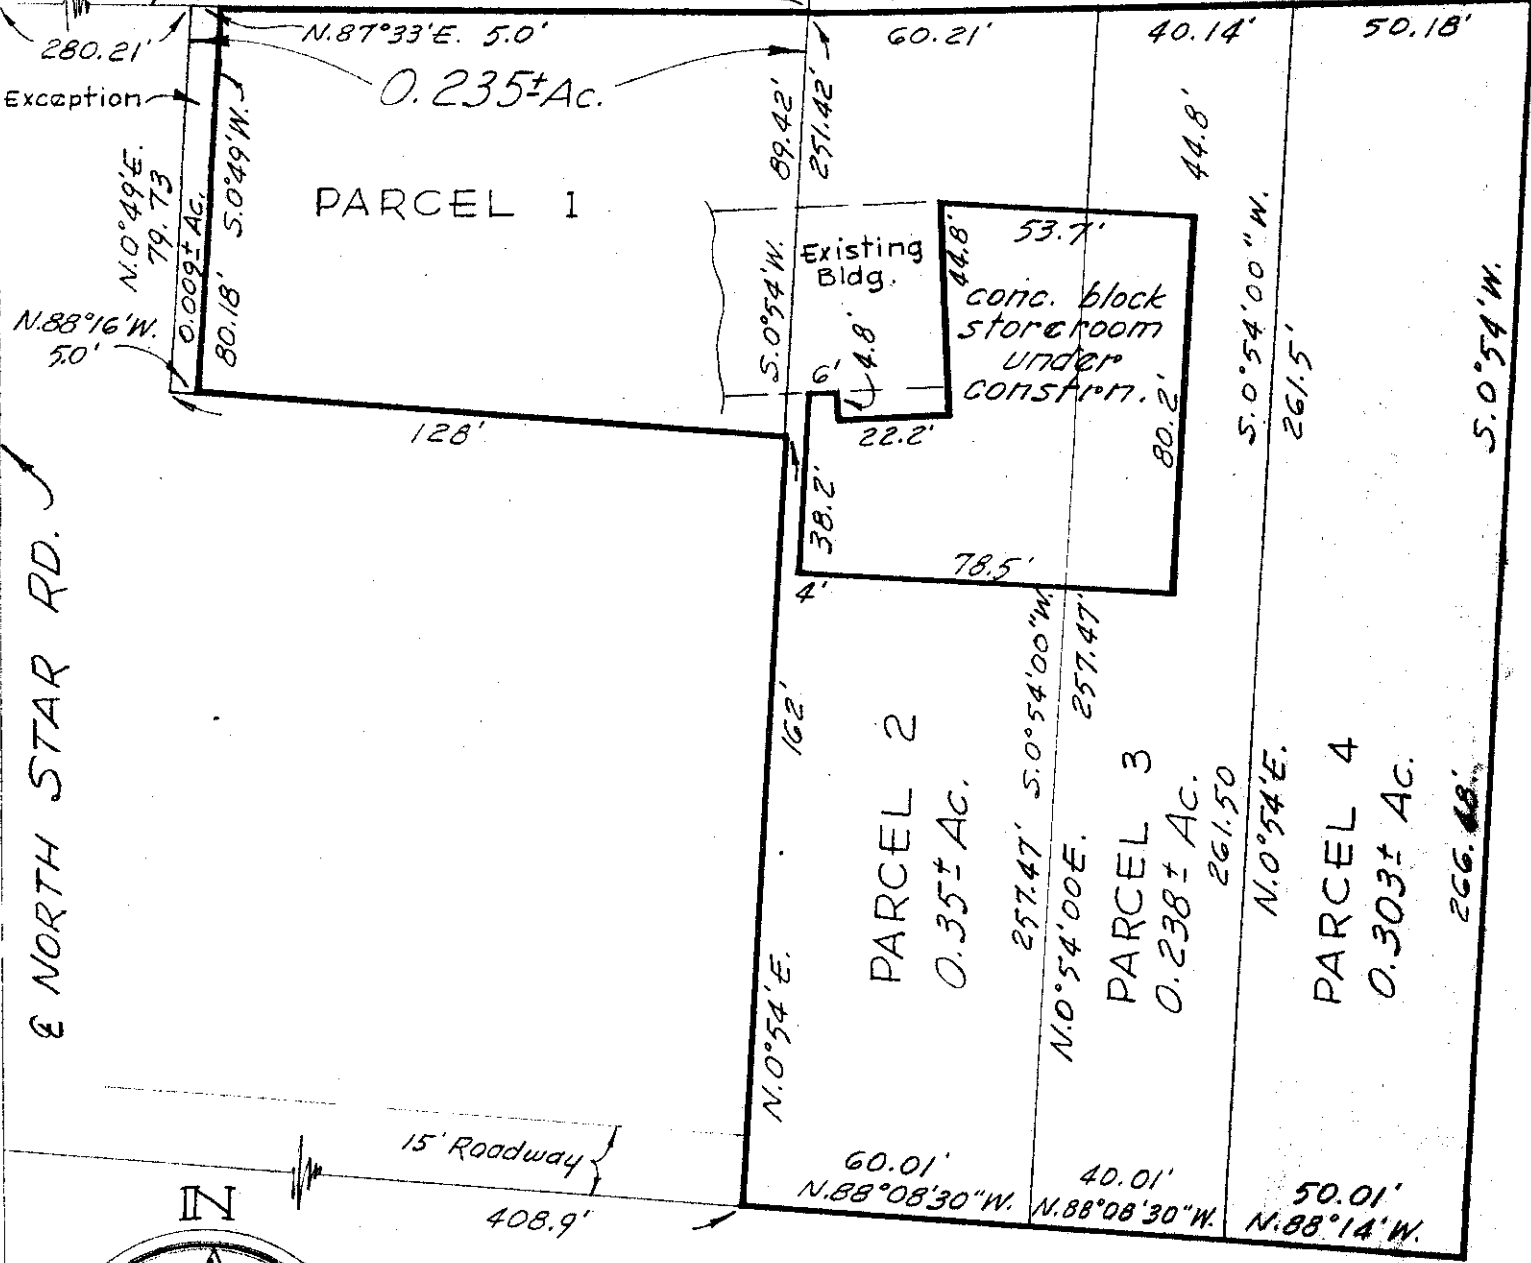 280.21'
N.87°33'E. 5.0'
60.21'
40.14'
50.18'
Exception
0.235±Ac.
N.0°49'E.
79.73
0.009± Ac.
S.0°49'W.
80.18'
PARCEL 1
89.42'
251.42'
S.0°54'W.
44.8'
Existing
Bldg.
44.8'
53.7'
conc. block
storeroom
under
constrn.
N.88°16'W.
5.0'
6'
4.8'
22.2'
80.2'
S.0°54'00"W.
261.5'
S.0°54'W.
128'
38.2'
78.5'
4'
℄ NORTH STAR RD.
162'
N.0°54'E.
PARCEL 2
0.35± Ac.
257.47' S.0°54'00"W.
257.47'
N.0°54'00E.
PARCEL 3
0.238± Ac.
261.50
N.0°54'E.
PARCEL 4
0.303± Ac.
15' Roadway
408.9'
60.01'
N.88°08'30"W.
40.01'
N.88°08'30"W.
50.01'
N.88°14'W.
N